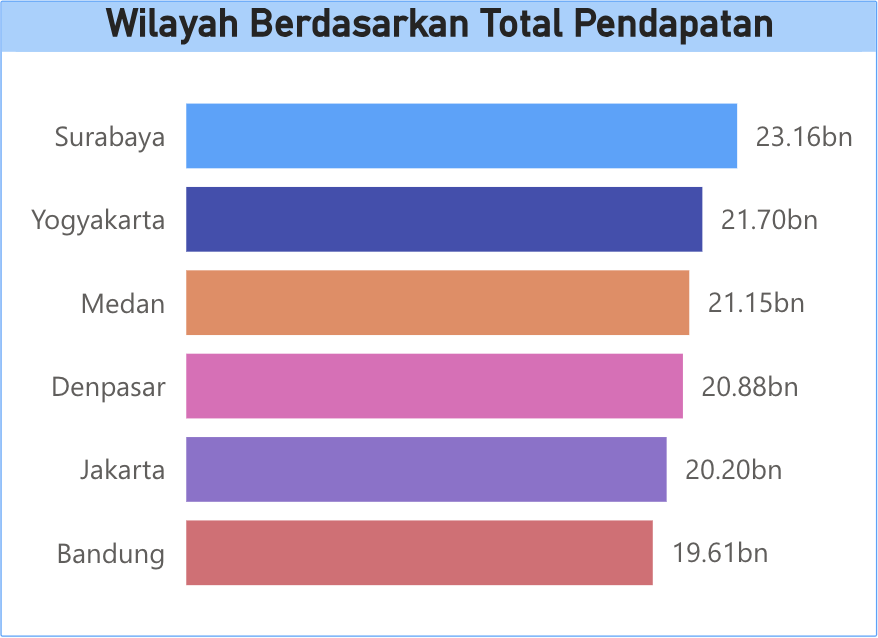 Wilayah Berdasarkan Total Pendapatan
Surabaya 23.16bn
Yogyakarta 21.70bn
Medan 21.15bn
Denpasar 20.88bn
Jakarta 20.20bn
Bandung 19.61bn